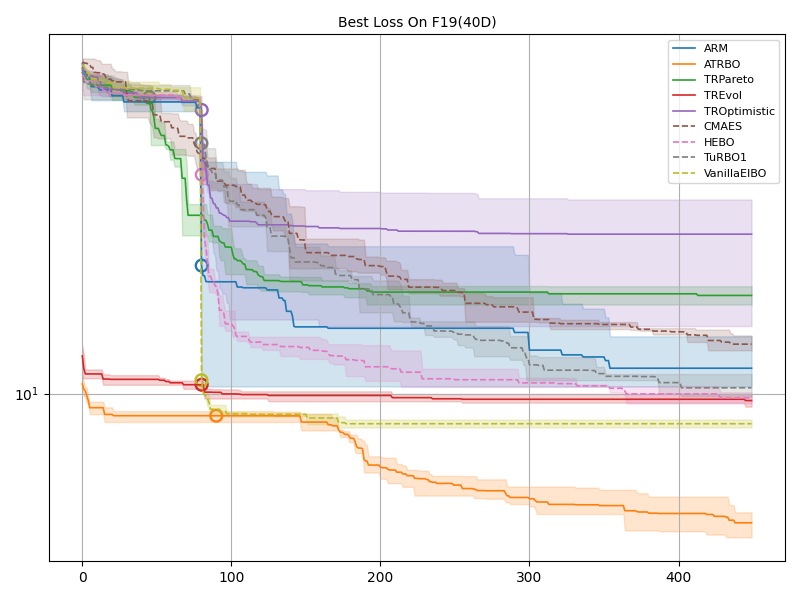 Best Loss On F19(40D)
ARM
ATRBO
TRPareto
TREvol
TROptimistic
CMAES
HEBO
TuRBO1
VanillaEIBO
10¹
0 100 200 300 400